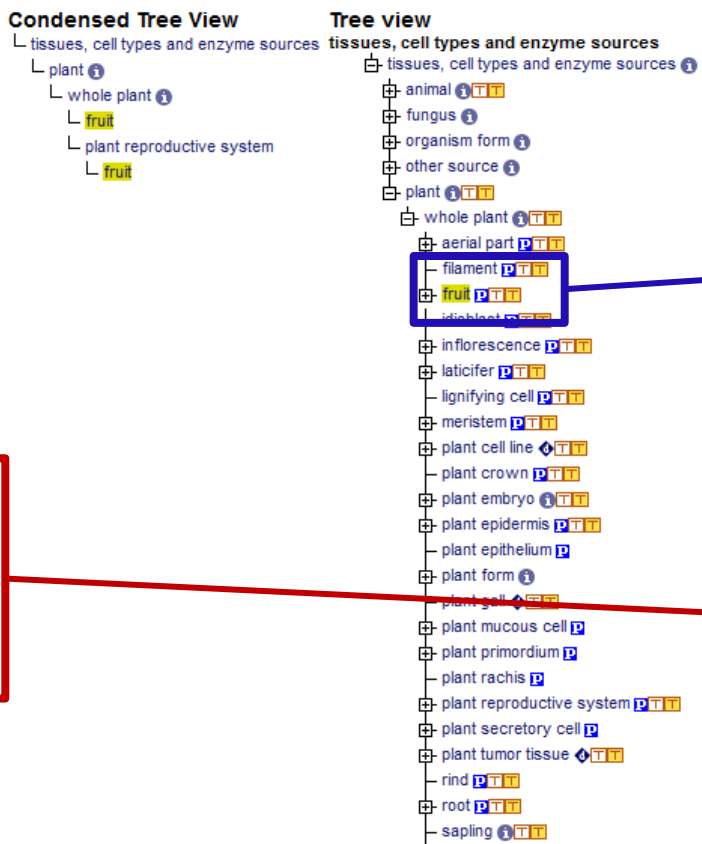 Condensed Tree View
tissues, cell types and enzyme sources
plant
whole plant
fruit
plant reproductive system
fruit
Tree view
tissues, cell types and enzyme sources
tissues, cell types and enzyme sources
animal
fungus
organism form
other source
plant
whole plant
aerial part
filament
fruit
idioblast
inflorescence
laticifer
lignifying cell
meristem
plant cell line
plant crown
plant embryo
plant epidermis
plant epithelium
plant form
plant gall
plant mucous cell
plant primordium
plant rachis
plant reproductive system
plant secretory cell
plant tumor tissue
rind
root
sapling